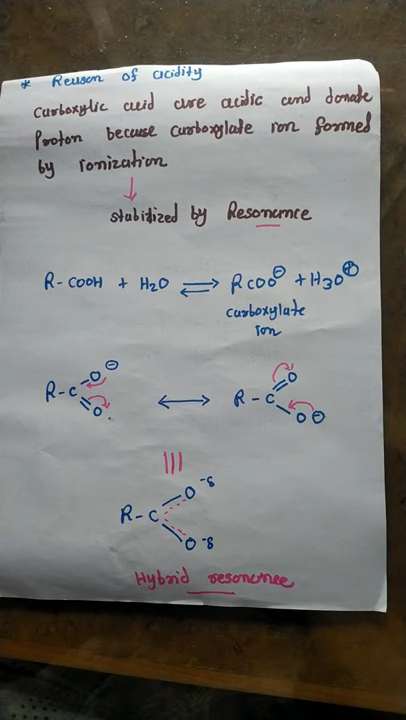 * Reason of acidity
Carboxylic acid are acidic and donate
Proton because carboxylate ion formed
by ionization
↓
stabilized by Resonance
R-COOH + H2O ⇌ RCOO⊖ + H3O⊕
carboxylate
ion
R-C O⊖ O ↔ R-C O O⊖
|||
R-C O-δ O-δ
Hybrid resonance